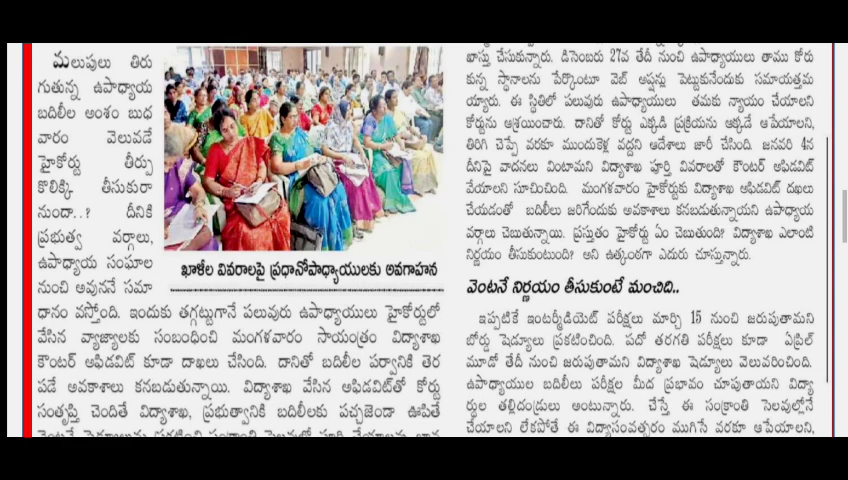 మలుపులు తిరు
గుతున్న ఉపాధ్యాయ
బదిలీల అంశం బుధ
వారం వెలువడే
హైకోర్టు తీర్పు
కొలిక్కి తీసుకురా
నుందా..? దీనికి
ప్రభుత్వ వర్గాలు,
ఉపాధ్యాయ సంఘాల
నుంచి అవుననే సమా
ధానం వస్తోంది. ఇందుకు తగ్గట్టుగానే పలువురు ఉపాధ్యాయులు హైకోర్టులో
వేసిన వ్యాజ్యాలకు సంబంధించి మంగళవారం సాయంత్రం విద్యాశాఖ
కౌంటర్ అఫిడవిట్ కూడా దాఖలు చేసింది. దానితో బదిలీల పర్వానికి తెర
పడే అవకాశాలు కనబడుతున్నాయి. విద్యాశాఖ వేసిన అఫిడవిట్‌తో కోర్టు
సంతృప్తి చెందితే విద్యాశాఖ, ప్రభుత్వానికి బదిలీలకు పచ్చజెండా ఊపితే
ఖాళీల వివరాలపై ప్రధానోపాధ్యాయులకు అవగాహన
ఖాస్తు చేసుకున్నారు. డిసెంబరు 27వ తేదీ నుంచి ఉపాధ్యాయులు తాము కోరు
కున్న స్థానాలను పేర్కొంటూ వెబ్ అప్షన్లు పెట్టుకునేందుకు సమాయత్తమ
య్యారు. ఈ స్థితిలో పలువురు ఉపాధ్యాయులు తమకు న్యాయం చేయాలని
కోర్టును ఆశ్రయించారు. దానితో కోర్టు ఎక్కడి ప్రక్రియను అక్కడే ఆపేయాలని,
తిరిగి చెప్పే వరకూ ముందుకెళ్ల వద్దని ఆదేశాలు జారీ చేసింది. జనవరి 4న
దీనిపై వాదనలు వింటామని విద్యాశాఖ పూర్తి వివరాలతో కౌంటర్ అఫిడవిట్
వేయాలని సూచించింది. మంగళవారం హైకోర్టుకు విద్యాశాఖ అఫిడవిట్ దఖలు
చేయడంతో బదిలీలు జరిగేందుకు అవకాశాలు కనబడుతున్నాయని ఉపాధ్యాయ
వర్గాలు చెబుతున్నాయి. ప్రస్తుతం హైకోర్టు ఏం చెబుతుంది? విద్యాశాఖ ఎలాంటి
నిర్ణయం తీసుకుంటుంది? అని ఉత్కంఠగా ఎదురు చూస్తున్నారు.
వెంటనే నిర్ణయం తీసుకుంటే మంచిది..
ఇప్పటికే ఇంటర్మీడియెట్ పరీక్షలు మార్చి 15 నుంచి జరుపుతామని
బోర్డు షెడ్యూలు ప్రకటించింది. పదో తరగతి పరీక్షలు కూడా ఏప్రిల్
మూడో తేదీ నుంచి జరుపుతామని విద్యాశాఖ షెడ్యూలు వెలువరించింది.
ఉపాధ్యాయుల బదిలీలు పరీక్షల మీద ప్రభావం చూపుతాయని విద్యా
ర్థుల తల్లిదండ్రులు అంటున్నారు. చేస్తే ఈ సంక్రాంతి సెలవుల్లోనే
చేయాలని లేకపోతే ఈ విద్యాసంవత్సరం ముగిసే వరకూ ఆపేయాలని,